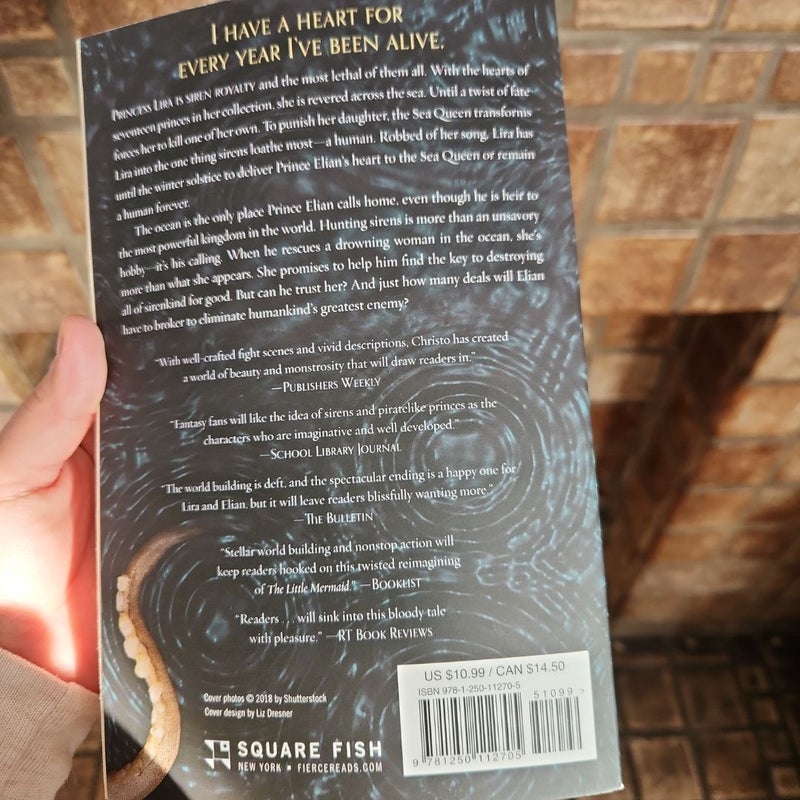 I HAVE A HEART FOR
EVERY YEAR I'VE BEEN ALIVE.
PRINCESS LIRA IS SIREN ROYALTY and the most lethal of them all. With the hearts of
seventeen princes in her collection, she is revered across the sea. Until a twist of fate
forces her to kill one of her own. To punish her daughter, the Sea Queen transforms
Lira into the one thing sirens loathe most—a human. Robbed of her song, Lira has
until the winter solstice to deliver Prince Elian's heart to the Sea Queen or remain
a human forever.
The ocean is the only place Prince Elian calls home, even though he is heir to
the most powerful kingdom in the world. Hunting sirens is more than an unsavory
hobby—it's his calling. When he rescues a drowning woman in the ocean, she's
more than what she appears. She promises to help him find the key to destroying
all of sirenkind for good. But can he trust her? And just how many deals will Elian
have to broker to eliminate humankind's greatest enemy?
"With well-crafted fight scenes and vivid descriptions, Christo has created
a world of beauty and monstrosity that will draw readers in."
—PUBLISHERS WEEKLY
"Fantasy fans will like the idea of sirens and piratelike princes as the
characters who are imaginative and well developed."
—SCHOOL LIBRARY JOURNAL
"The world building is deft, and the spectacular ending is a happy one for
Lira and Elian, but it will leave readers blissfully wanting more."
—THE BULLETIN
"Stellar world building and nonstop action will
keep readers hooked on this twisted reimagining
of The Little Mermaid." —BOOKLIST
"Readers . . . will sink into this bloody tale
with pleasure." —RT BOOK REVIEWS
US $10.99 / CAN $14.50
ISBN 978-1-250-11270-5
51099 >
9 781250 112705
Cover photos © 2018 by Shutterstock
Cover design by Liz Dresner
SQUARE FISH
NEW YORK • FIERCEREADS.COM